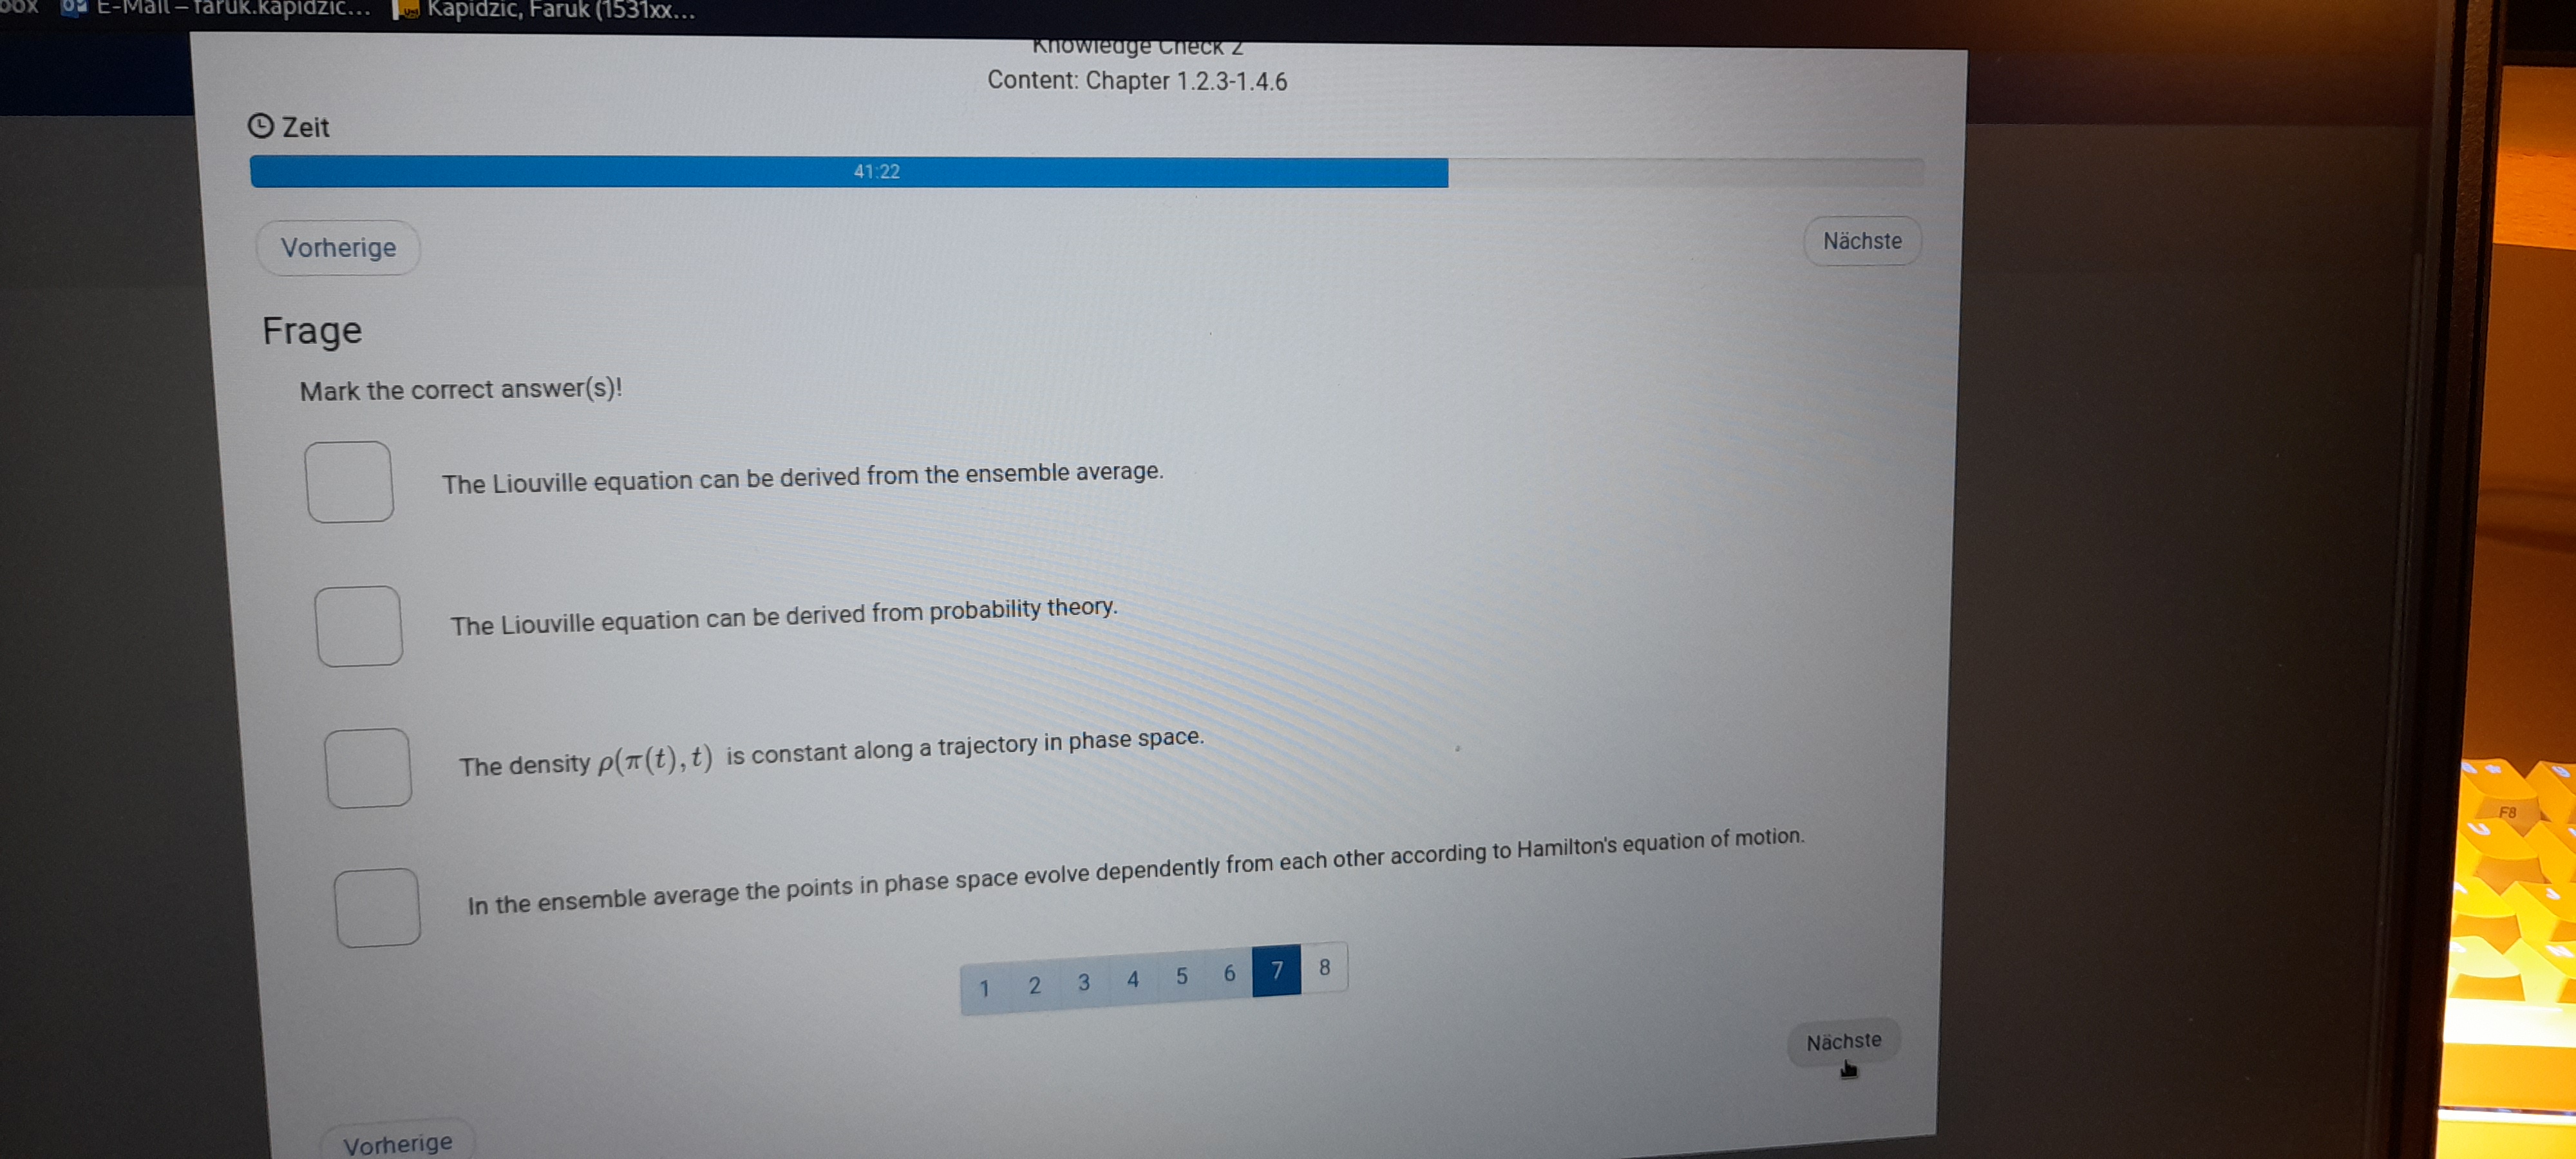 box E-Mail – faruk.kapidzic... Kapidzic, Faruk (1531xx...
Knowledge Check 2
Content: Chapter 1.2.3-1.4.6
Zeit
41:22
Vorherige
Nächste
Frage
Mark the correct answer(s)!
The Liouville equation can be derived from the ensemble average.
The Liouville equation can be derived from probability theory.
The density ρ(π(t), t) is constant along a trajectory in phase space.
In the ensemble average the points in phase space evolve dependently from each other according to Hamilton's equation of motion.
1 2 3 4 5 6 7 8
Nächste
Vorherige
F8